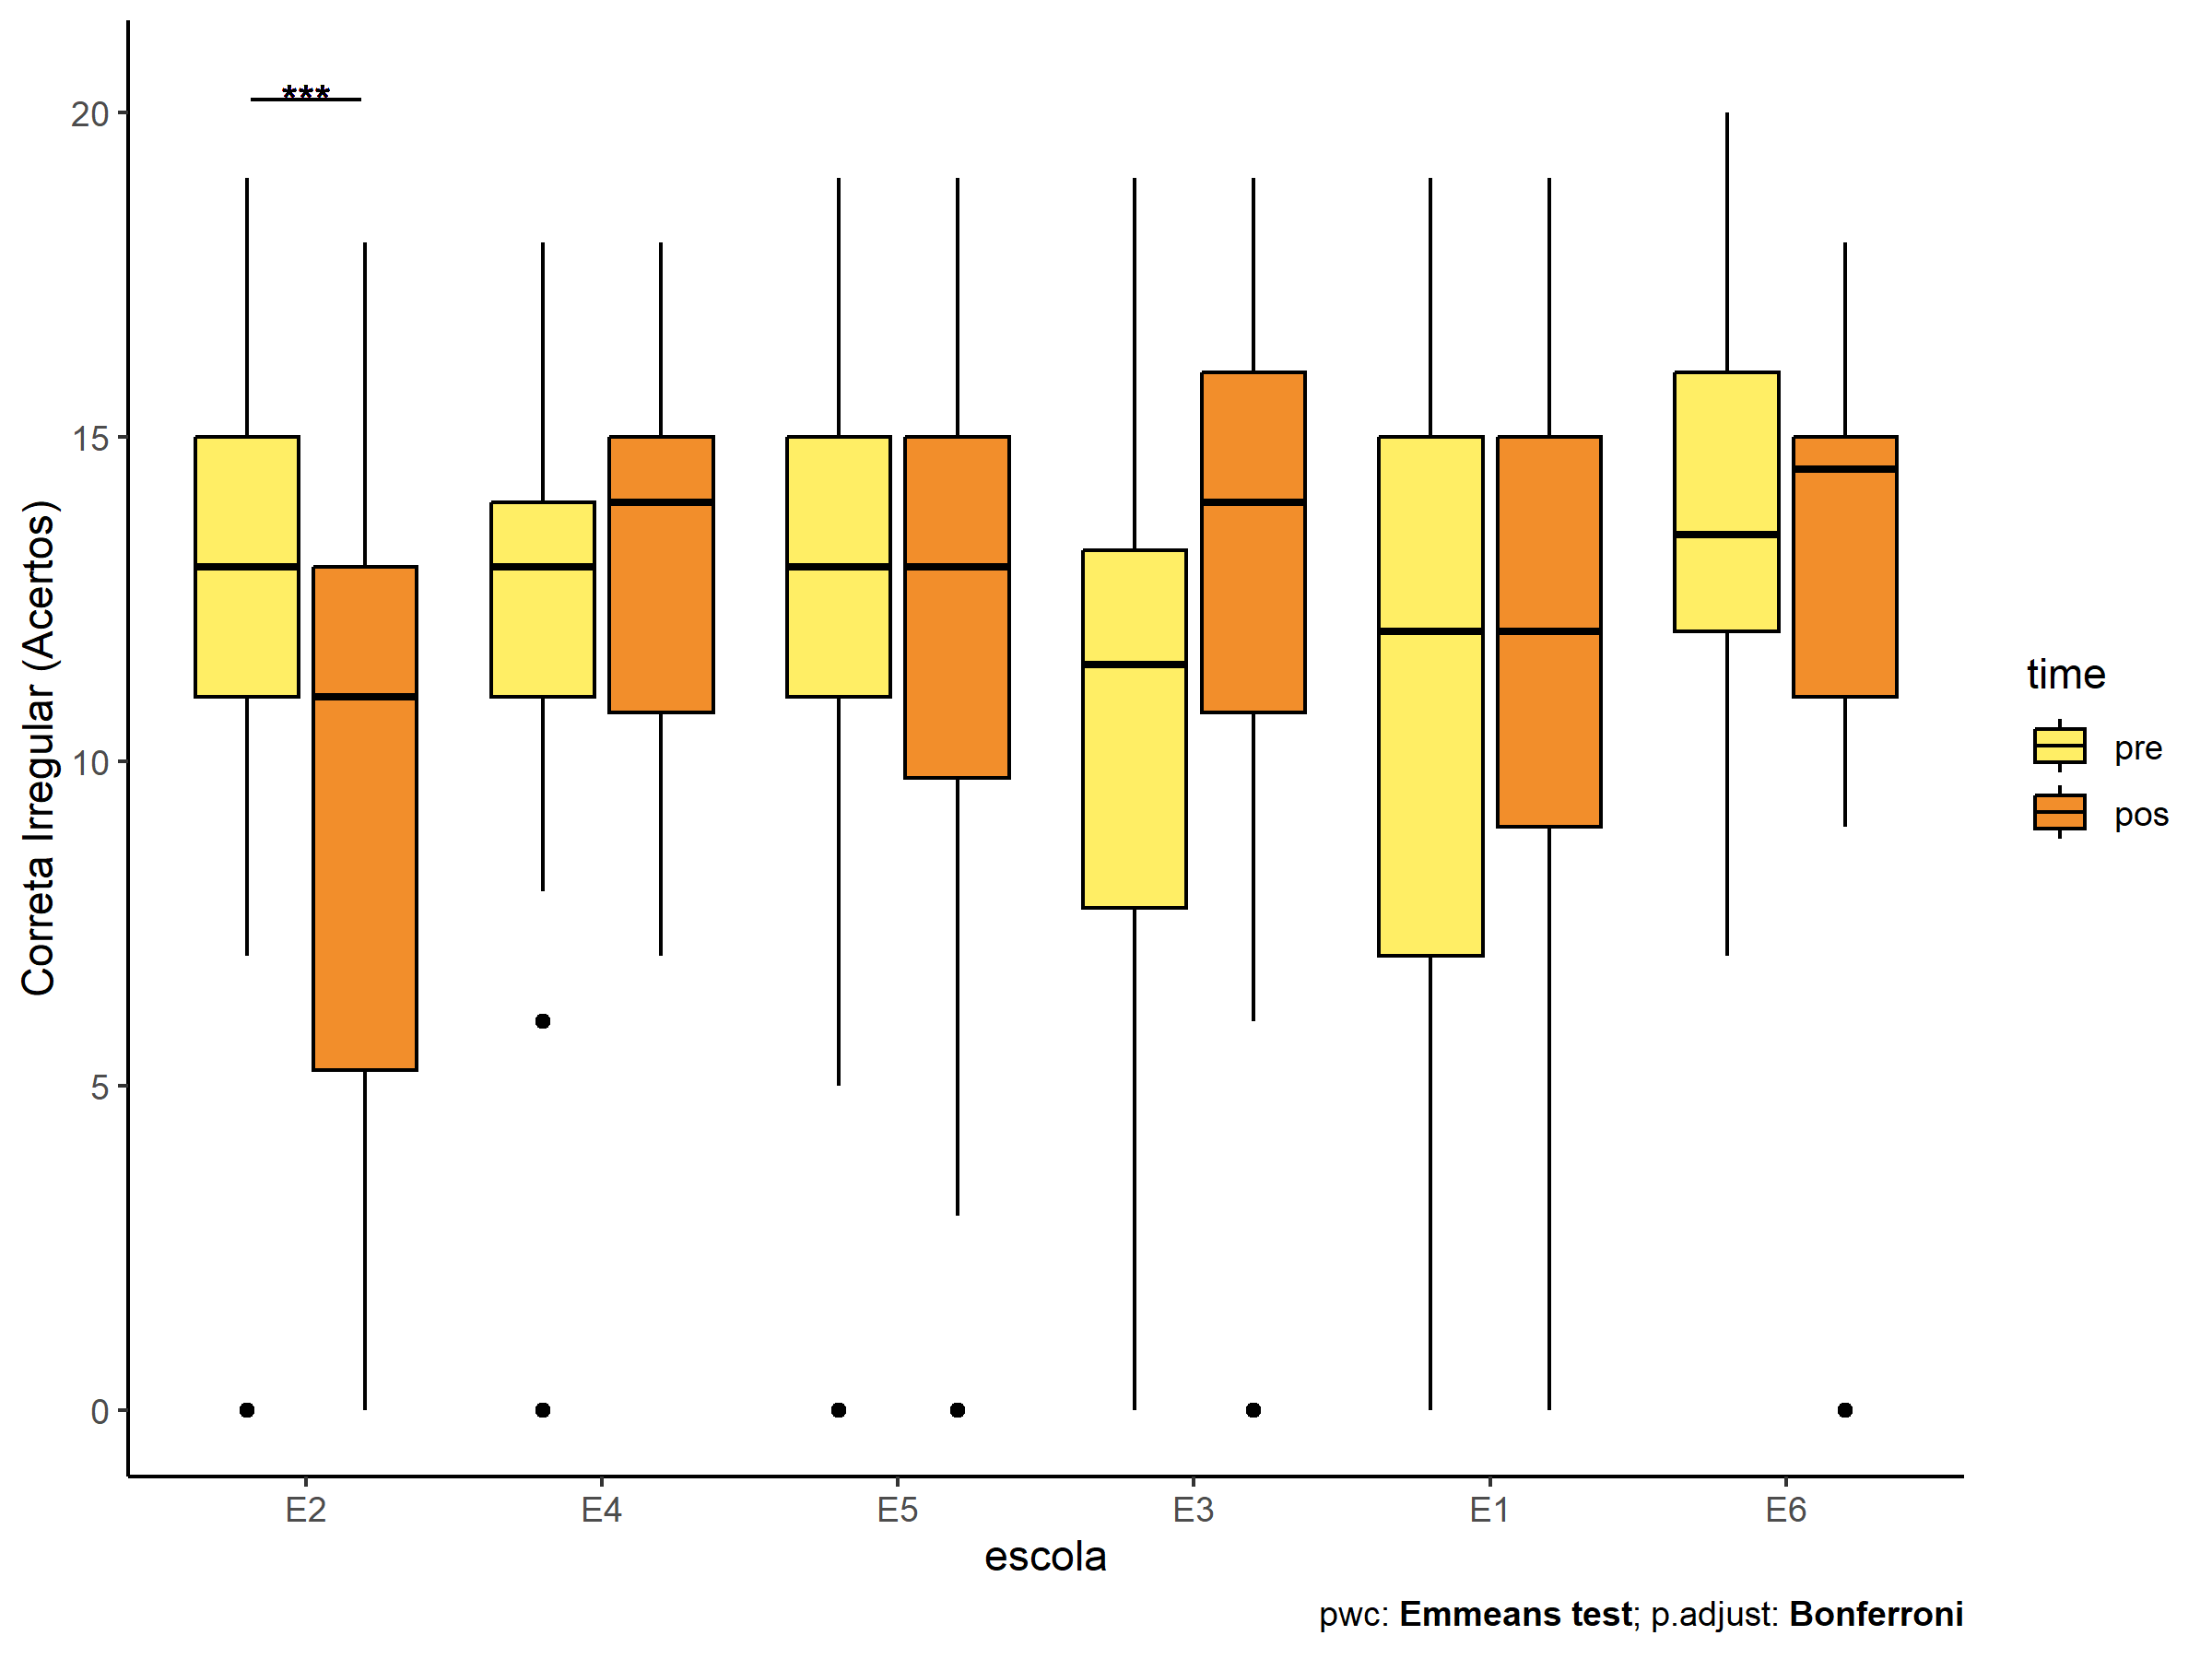 ***
20
15
10
5
0
Correta Irregular (Acertos)
E2 E4 E5 E3 E1 E6
escola
time
pre
pos
pwc: Emmeans test; p.adjust: Bonferroni